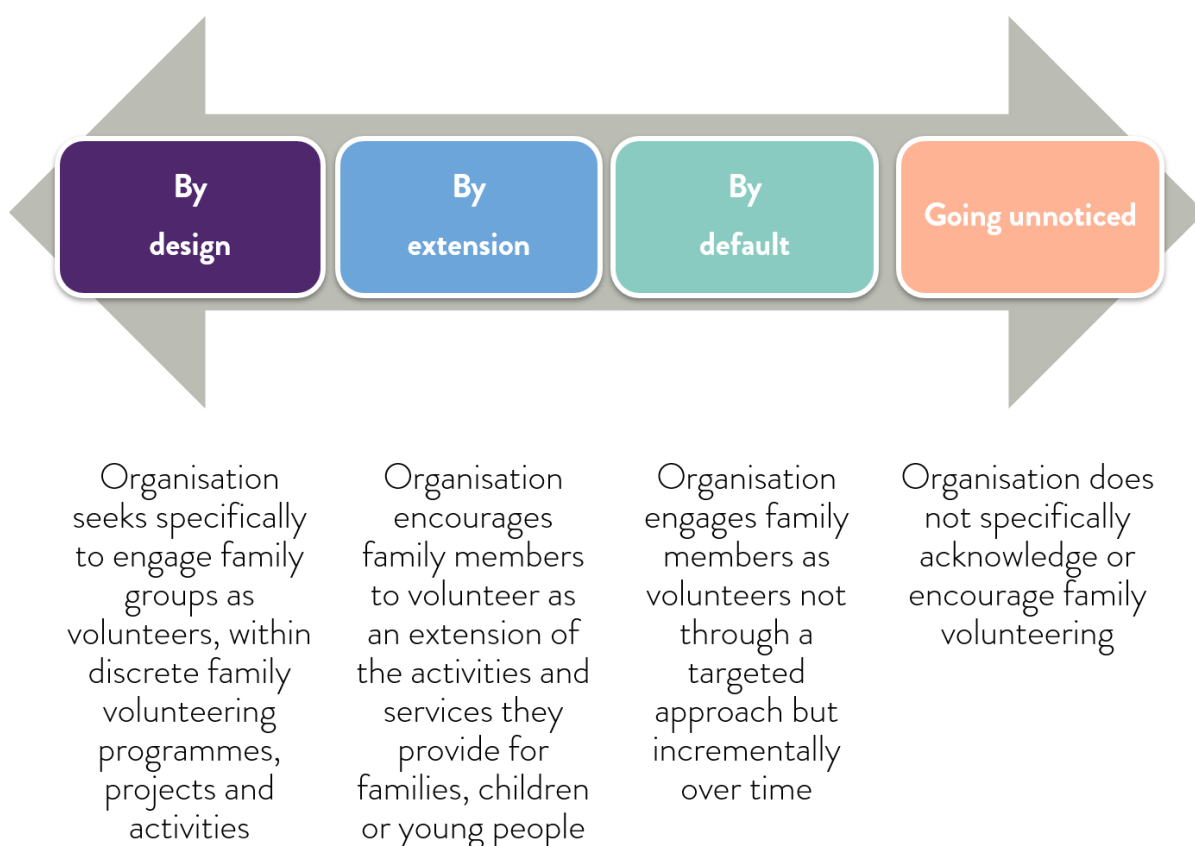 By
design
By
extension
By
default
Going unnoticed
Organisation
seeks specifically
to engage family
groups as
volunteers, within
discrete family
volunteering
programmes,
projects and
activities
Organisation
encourages
family members
to volunteer as
an extension of
the activities and
services they
provide for
families, children
or young people
Organisation
engages family
members as
volunteers not
through a
targeted
approach but
incrementally
over time
Organisation does
not specifically
acknowledge or
encourage family
volunteering